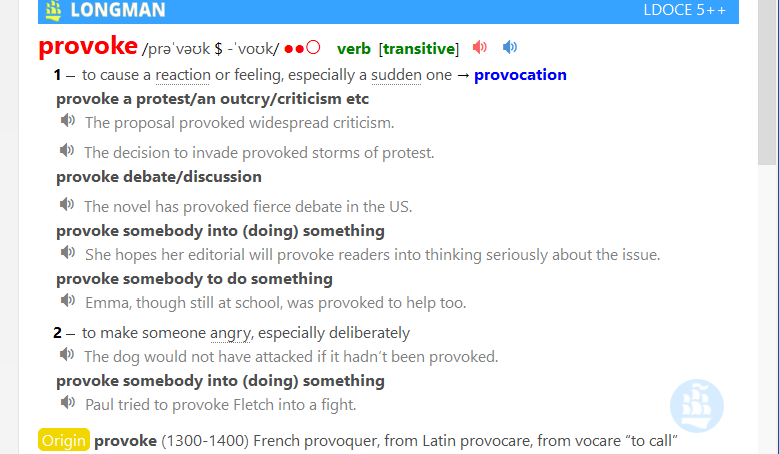 LONGMAN LDOCE 5++
provoke /prəˈvəʊk $ -ˈvoʊk/ ●●○ verb [transitive]
1 – to cause a reaction or feeling, especially a sudden one → provocation
provoke a protest/an outcry/criticism etc
The proposal provoked widespread criticism.
The decision to invade provoked storms of protest.
provoke debate/discussion
The novel has provoked fierce debate in the US.
provoke somebody into (doing) something
She hopes her editorial will provoke readers into thinking seriously about the issue.
provoke somebody to do something
Emma, though still at school, was provoked to help too.
2 – to make someone angry, especially deliberately
The dog would not have attacked if it hadn't been provoked.
provoke somebody into (doing) something
Paul tried to provoke Fletch into a fight.
Origin provoke (1300-1400) French provoquer, from Latin provocare, from vocare “to call”